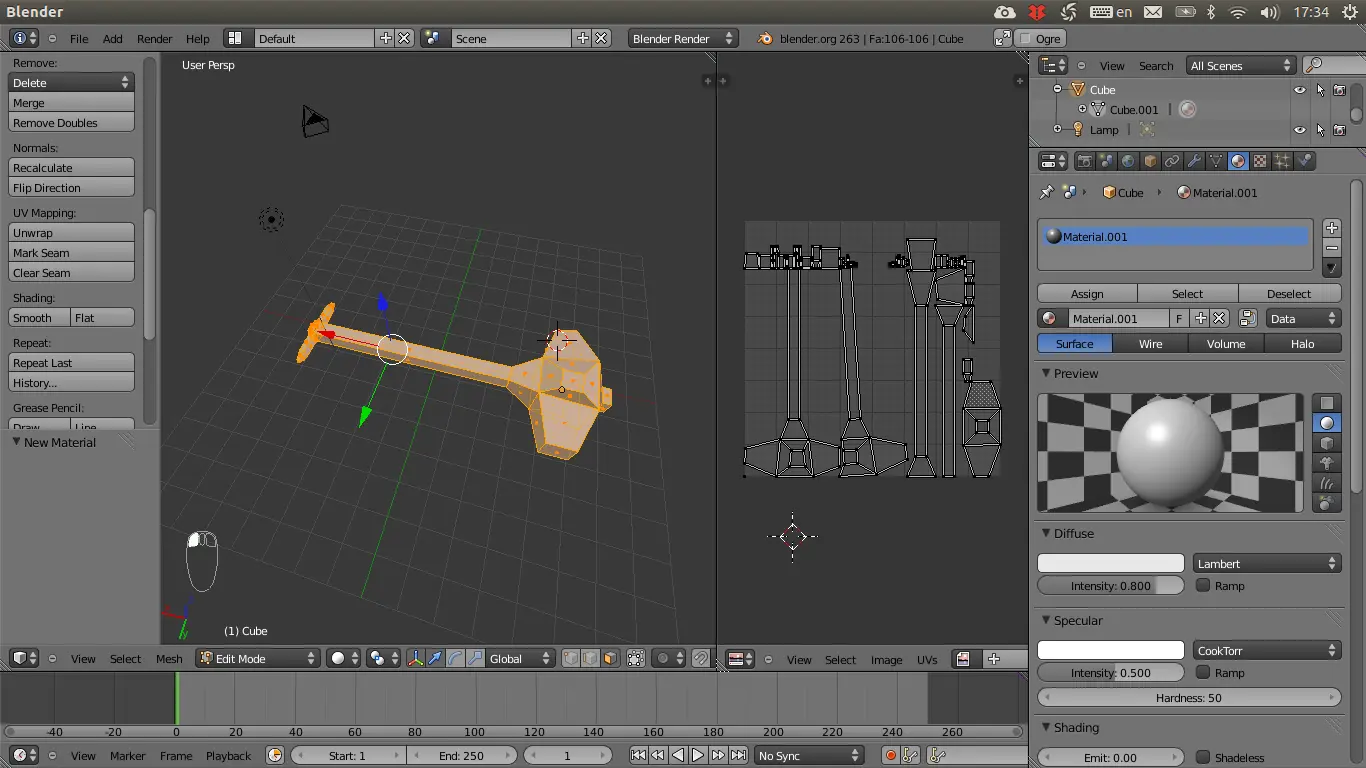 Blender
en
17:34
File Add Render Help Default Scene Blender Render blender.org 263 | Fa:106-106 | Cube Ogre
Remove:
Delete
Merge
Remove Doubles
Normals:
Recalculate
Flip Direction
UV Mapping:
Unwrap
Mark Seam
Clear Seam
Shading:
Smooth Flat
Repeat:
Repeat Last
History...
Grease Pencil:
Draw Line
New Material
User Persp
(1) Cube
View Select Mesh Edit Mode Global
View Select Image UVs
-40 -20 0 20 40 60 80 100 120 140 160 180 200 220 240 260
View Marker Frame Playback Start: 1 End: 250 1 No Sync
View Search All Scenes
Cube
Cube.001 |
Lamp |
Cube Material.001
Material.001
Assign Select Deselect
Material.001 F Data
Surface Wire Volume Halo
Preview
Diffuse
Lambert
Intensity: 0.800 Ramp
Specular
CookTorr
Intensity: 0.500 Ramp
Hardness: 50
Shading
Emit: 0.00 Shadeless